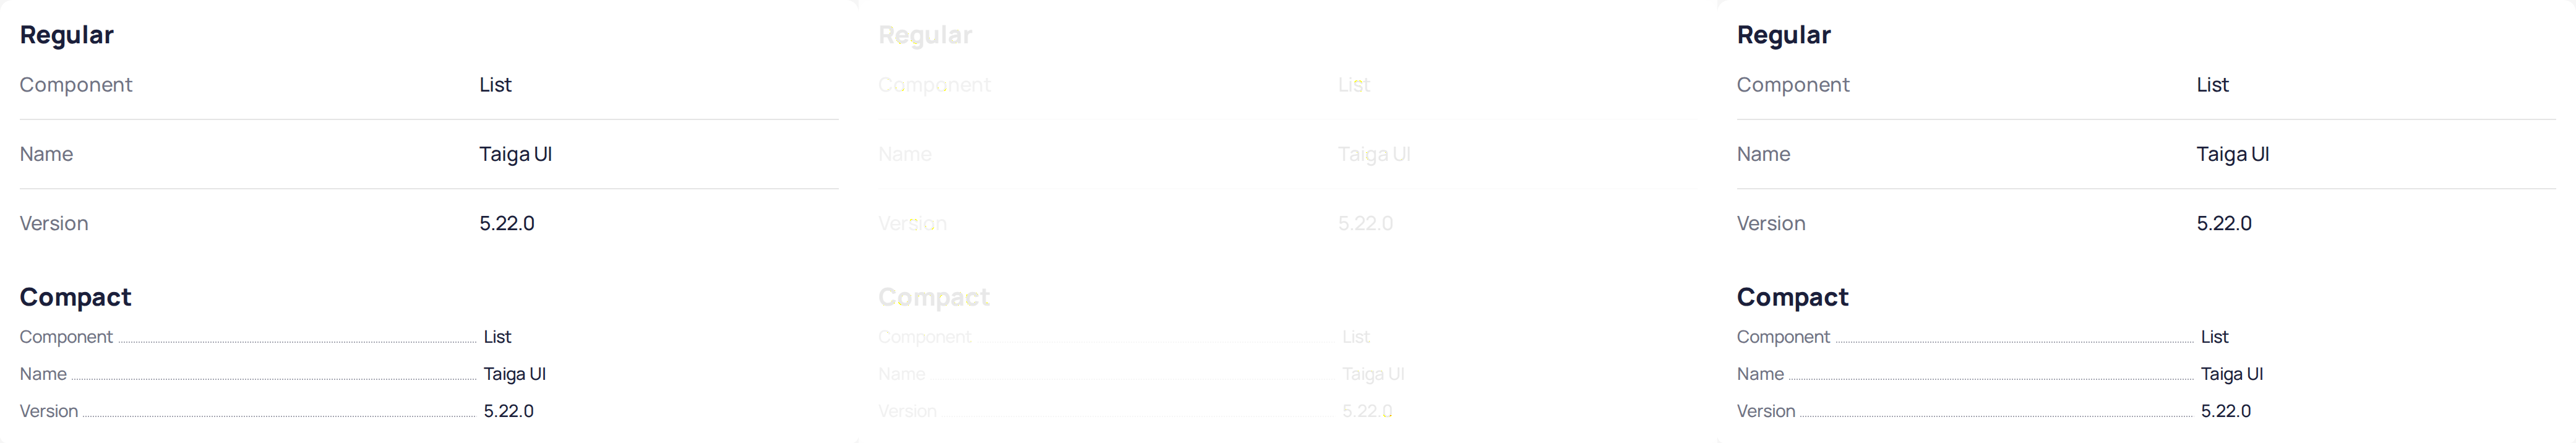 Regular
Component List
Name Taiga UI
Version 5.22.0
Compact
Component List
Name Taiga UI
Version 5.22.0
Regular
Component List
Name Taiga UI
Version 5.22.0
Compact
Component List
Name Taiga UI
Version 5.22.0
Regular
Component List
Name Taiga UI
Version 5.22.0
Compact
Component List
Name Taiga UI
Version 5.22.0